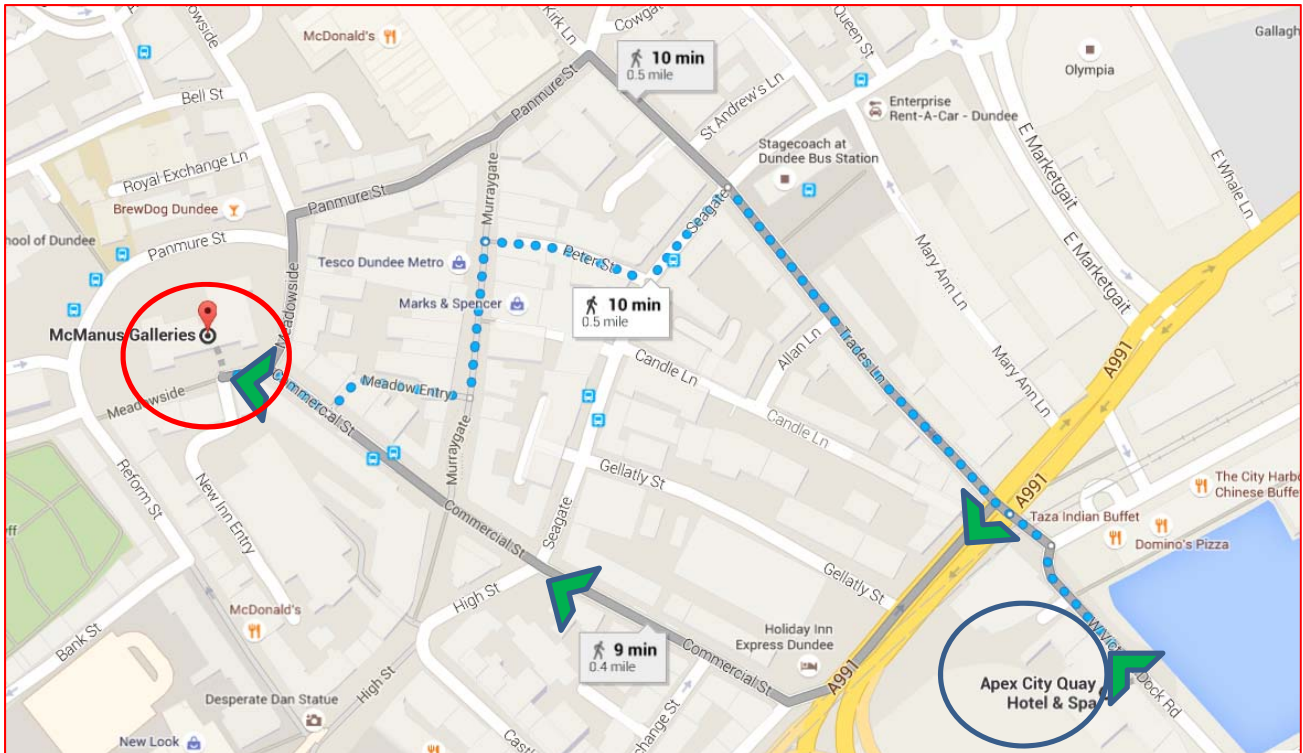 Kirk Ln
Cowgate
Queen St
McDonald's
10 min
0.5 mile
Gallagh
Olympia
Bell St
Panmure St
St Andrew's Ln
Enterprise
Rent-A-Car - Dundee
E Marketgait
E Whale Ln
Royal Exchange Ln
Stagecoach at
Dundee Bus Station
BrewDog Dundee
Panmure St
Murraygate
Seagate
hool of Dundee
Panmure St
Mary Ann Ln
E Marketgait
Tesco Dundee Metro
Peter St
Meadowside
Marks & Spencer
10 min
0.5 mile
McManus Galleries
Trades Ln
Allan Ln
A991
Candle Ln
Mary Ann Ln
Meadowside
Commercial St
Meadow Entry
Candle Ln
Murraygate
Gellatly St
Reform St
New Inn Entry
A991
The City Harbo
Chinese Buffe
Commercial St
Seagate
Taza Indian Buffet
Domino's Pizza
Gellatly St
High St
McDonald's
Bank St
9 min
0.4 mile
Holiday Inn
Express Dundee
Commercial St
A991
W Vict
Dock Rd
Apex City Quay
Hotel & Spa
High St
Desperate Dan Statue
New Look